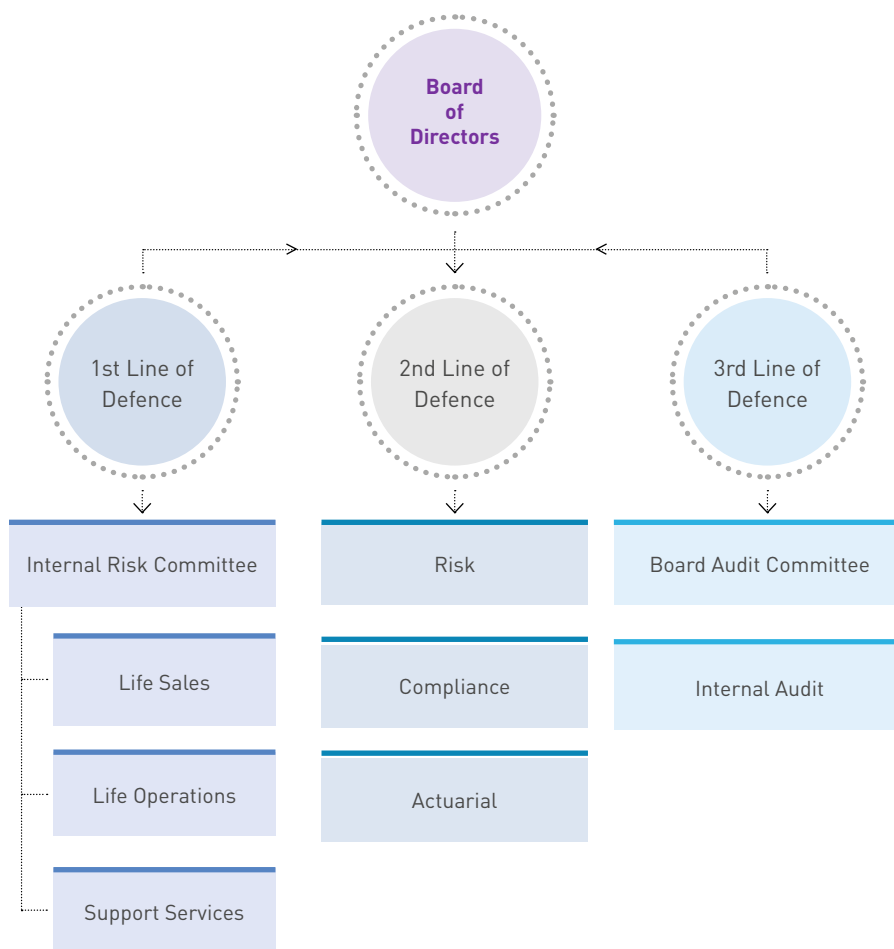 Board
of
Directors
1st Line of
Defence
2nd Line of
Defence
3rd Line of
Defence
Internal Risk Committee
Risk
Board Audit Committee
Life Sales
Compliance
Internal Audit
Life Operations
Actuarial
Support Services